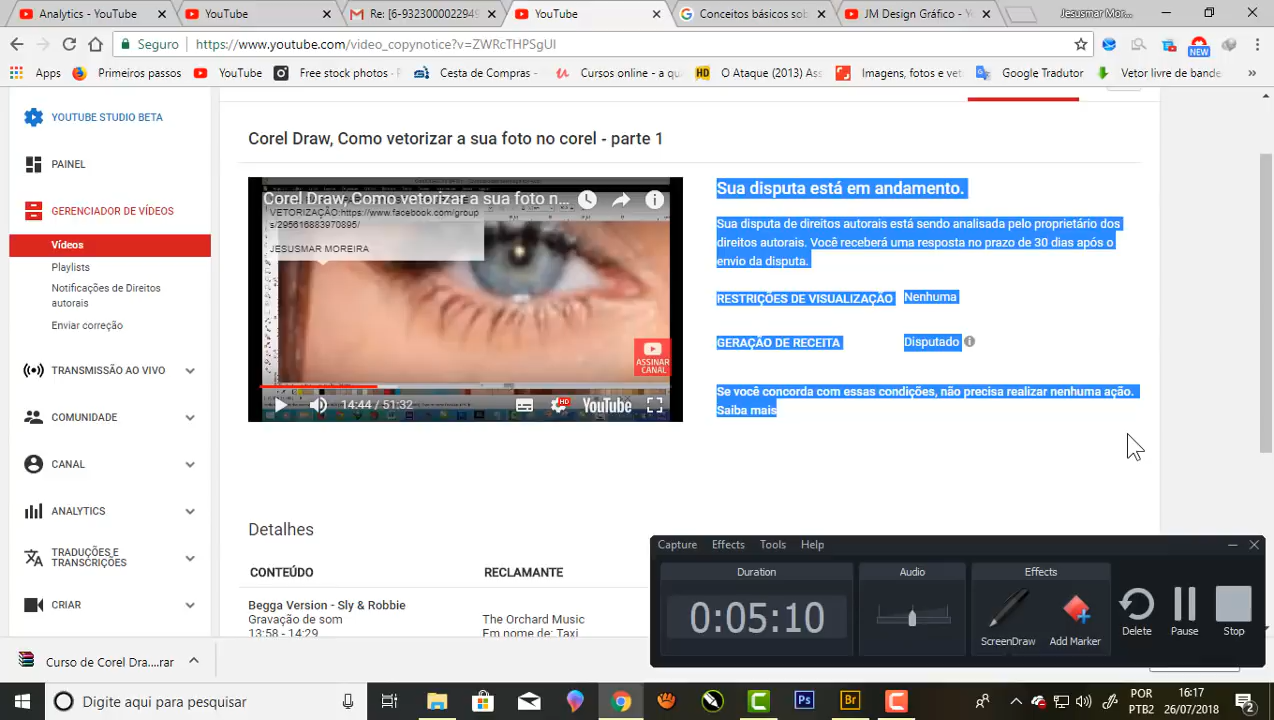 Analytics - YouTube
YouTube
Re: [6-9323000022949
YouTube
Conceitos básicos sob
JM Design Gráfico - Yo
Jesusmar Mor...
Seguro
https://www.youtube.com/video_copynotice?v=ZWRcTHPSgUI
NEW
Apps
Primeiros passos
YouTube
Free stock photos ·
Cesta de Compras -
Cursos online - a qua
HD
O Ataque (2013) Ass
Imagens, fotos e vet
Google Tradutor
Vetor livre de bande
»
YOUTUBE STUDIO BETA
PAINEL
GERENCIADOR DE VÍDEOS
Vídeos
Playlists
Notificações de Direitos
autorais
Enviar correção
TRANSMISSÃO AO VIVO
COMUNIDADE
CANAL
ANALYTICS
TRADUÇÕES E
TRANSCRIÇÕES
CRIAR
Corel Draw, Como vetorizar a sua foto no corel - parte 1
Corel Draw, Como vetorizar a sua foto n...
VETORIZAÇÃO:https://www.facebook.com/group
s/295616883970895/
JESUSMAR MOREIRA
ASSINAR
CANAL
14:44 / 51:32
HD
YouTube
Sua disputa está em andamento.
Sua disputa de direitos autorais está sendo analisada pelo proprietário dos
direitos autorais. Você receberá uma resposta no prazo de 30 dias após o
envio da disputa.
RESTRIÇÕES DE VISUALIZAÇÃO Nenhuma
GERAÇÃO DE RECEITA Disputado
Se você concorda com essas condições, não precisa realizar nenhuma ação.
Saiba mais
Detalhes
CONTEÚDO
RECLAMANTE
Begga Version - Sly & Robbie
Gravação de som
13:58 - 14:29
The Orchard Music
Em nome de: Taxi
Capture Effects Tools Help
Duration
0:05:10
Audio
Effects
ScreenDraw
Add Marker
Delete
Pause
Stop
Curso de Corel Dra....rar
Digite aqui para pesquisar
Ps
Br
POR
PTB2
16:17
26/07/2018
2